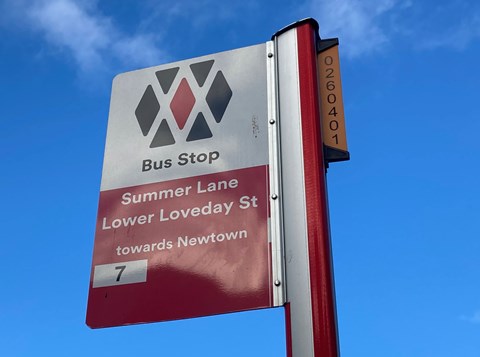 Bus Stop
Summer Lane
Lower Loveday St
towards Newtown
7
0260401